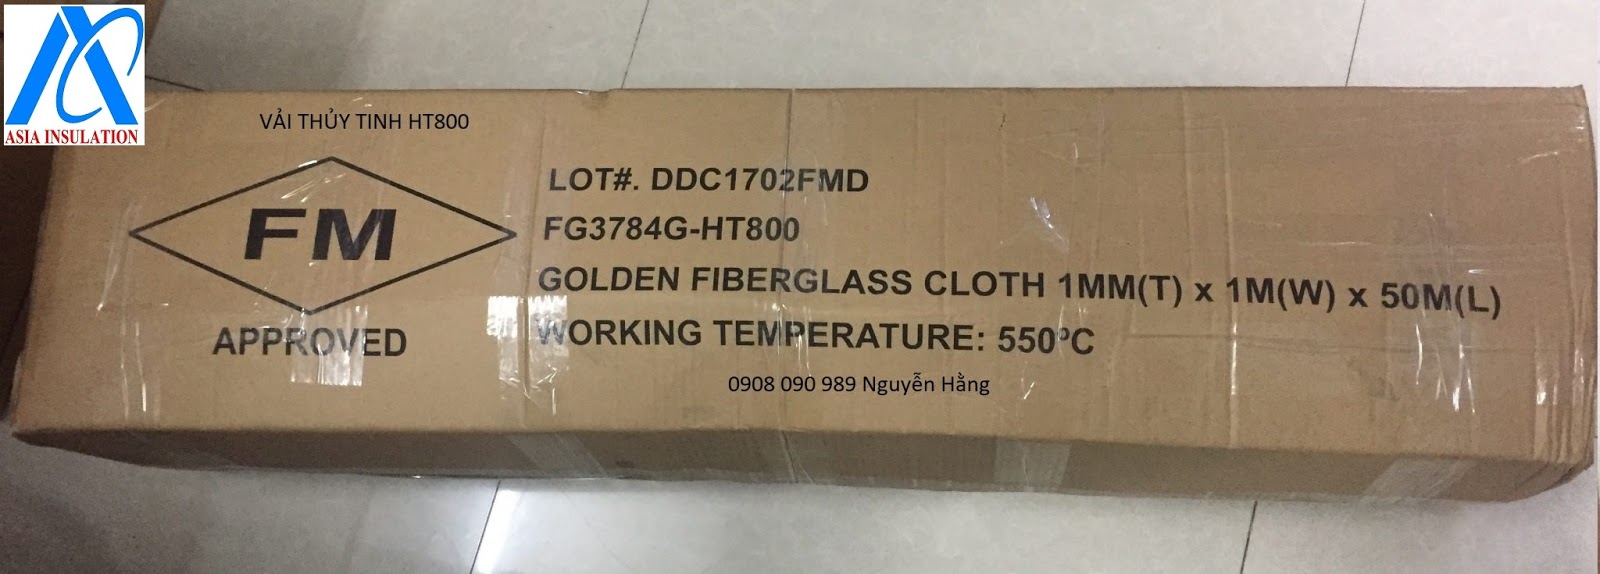 ASIA INSULATION
VẢI THỦY TINH HT800
FM
APPROVED
LOT#. DDC1702FMD
FG3784G-HT800
GOLDEN FIBERGLASS CLOTH 1MM(T) x 1M(W) x 50M(L)
WORKING TEMPERATURE: 550ºC
0908 090 989 Nguyễn Hằng